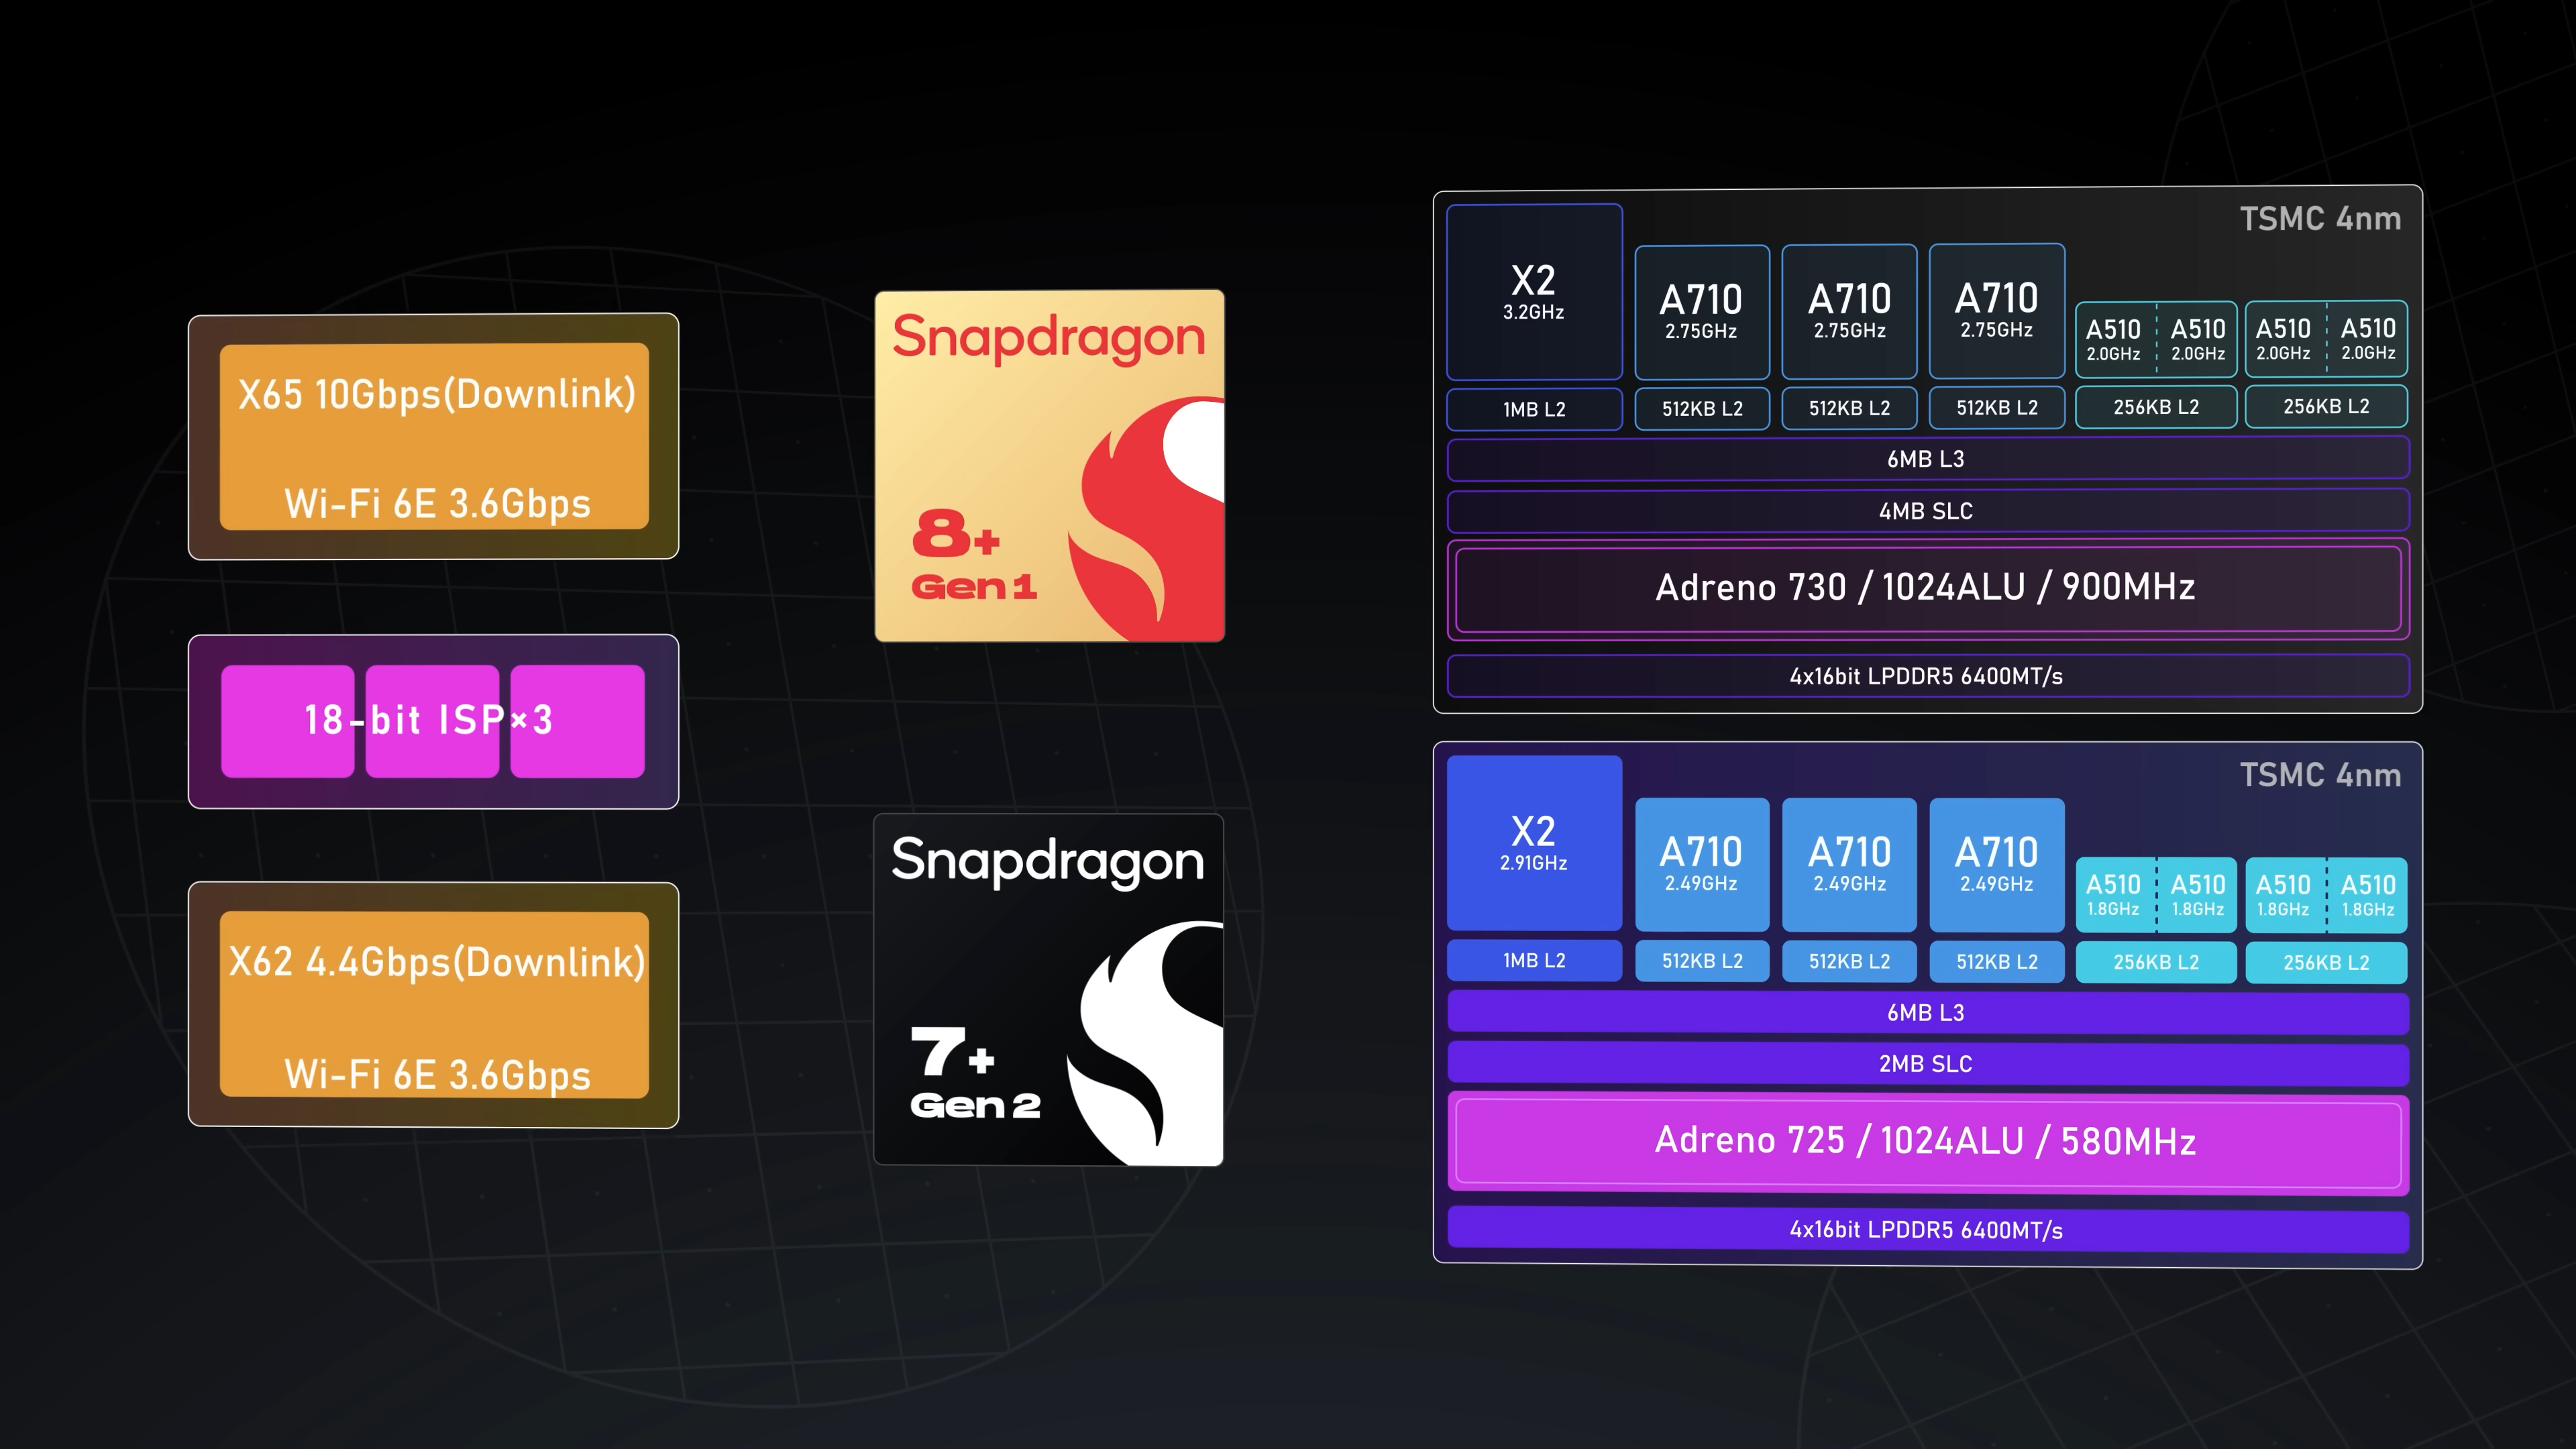 X65 10Gbps(Downlink)
Wi-Fi 6E 3.6Gbps
18-bit ISP×3
X62 4.4Gbps(Downlink)
Wi-Fi 6E 3.6Gbps
Snapdragon
8+
Gen 1
Snapdragon
7+
Gen 2
TSMC 4nm
X2 A710 A710 A710 A510 A510 A510 A510
3.2GHz 2.75GHz 2.75GHz 2.75GHz 2.0GHz 2.0GHz 2.0GHz 2.0GHz
1MB L2 512KB L2 512KB L2 512KB L2 256KB L2 256KB L2
6MB L3
4MB SLC
Adreno 730 / 1024ALU / 900MHz
4x16bit LPDDR5 6400MT/s
TSMC 4nm
X2 A710 A710 A710 A510 A510 A510 A510
2.91GHz 2.49GHz 2.49GHz 2.49GHz 1.8GHz 1.8GHz 1.8GHz 1.8GHz
1MB L2 512KB L2 512KB L2 512KB L2 256KB L2 256KB L2
6MB L3
2MB SLC
Adreno 725 / 1024ALU / 580MHz
4x16bit LPDDR5 6400MT/s